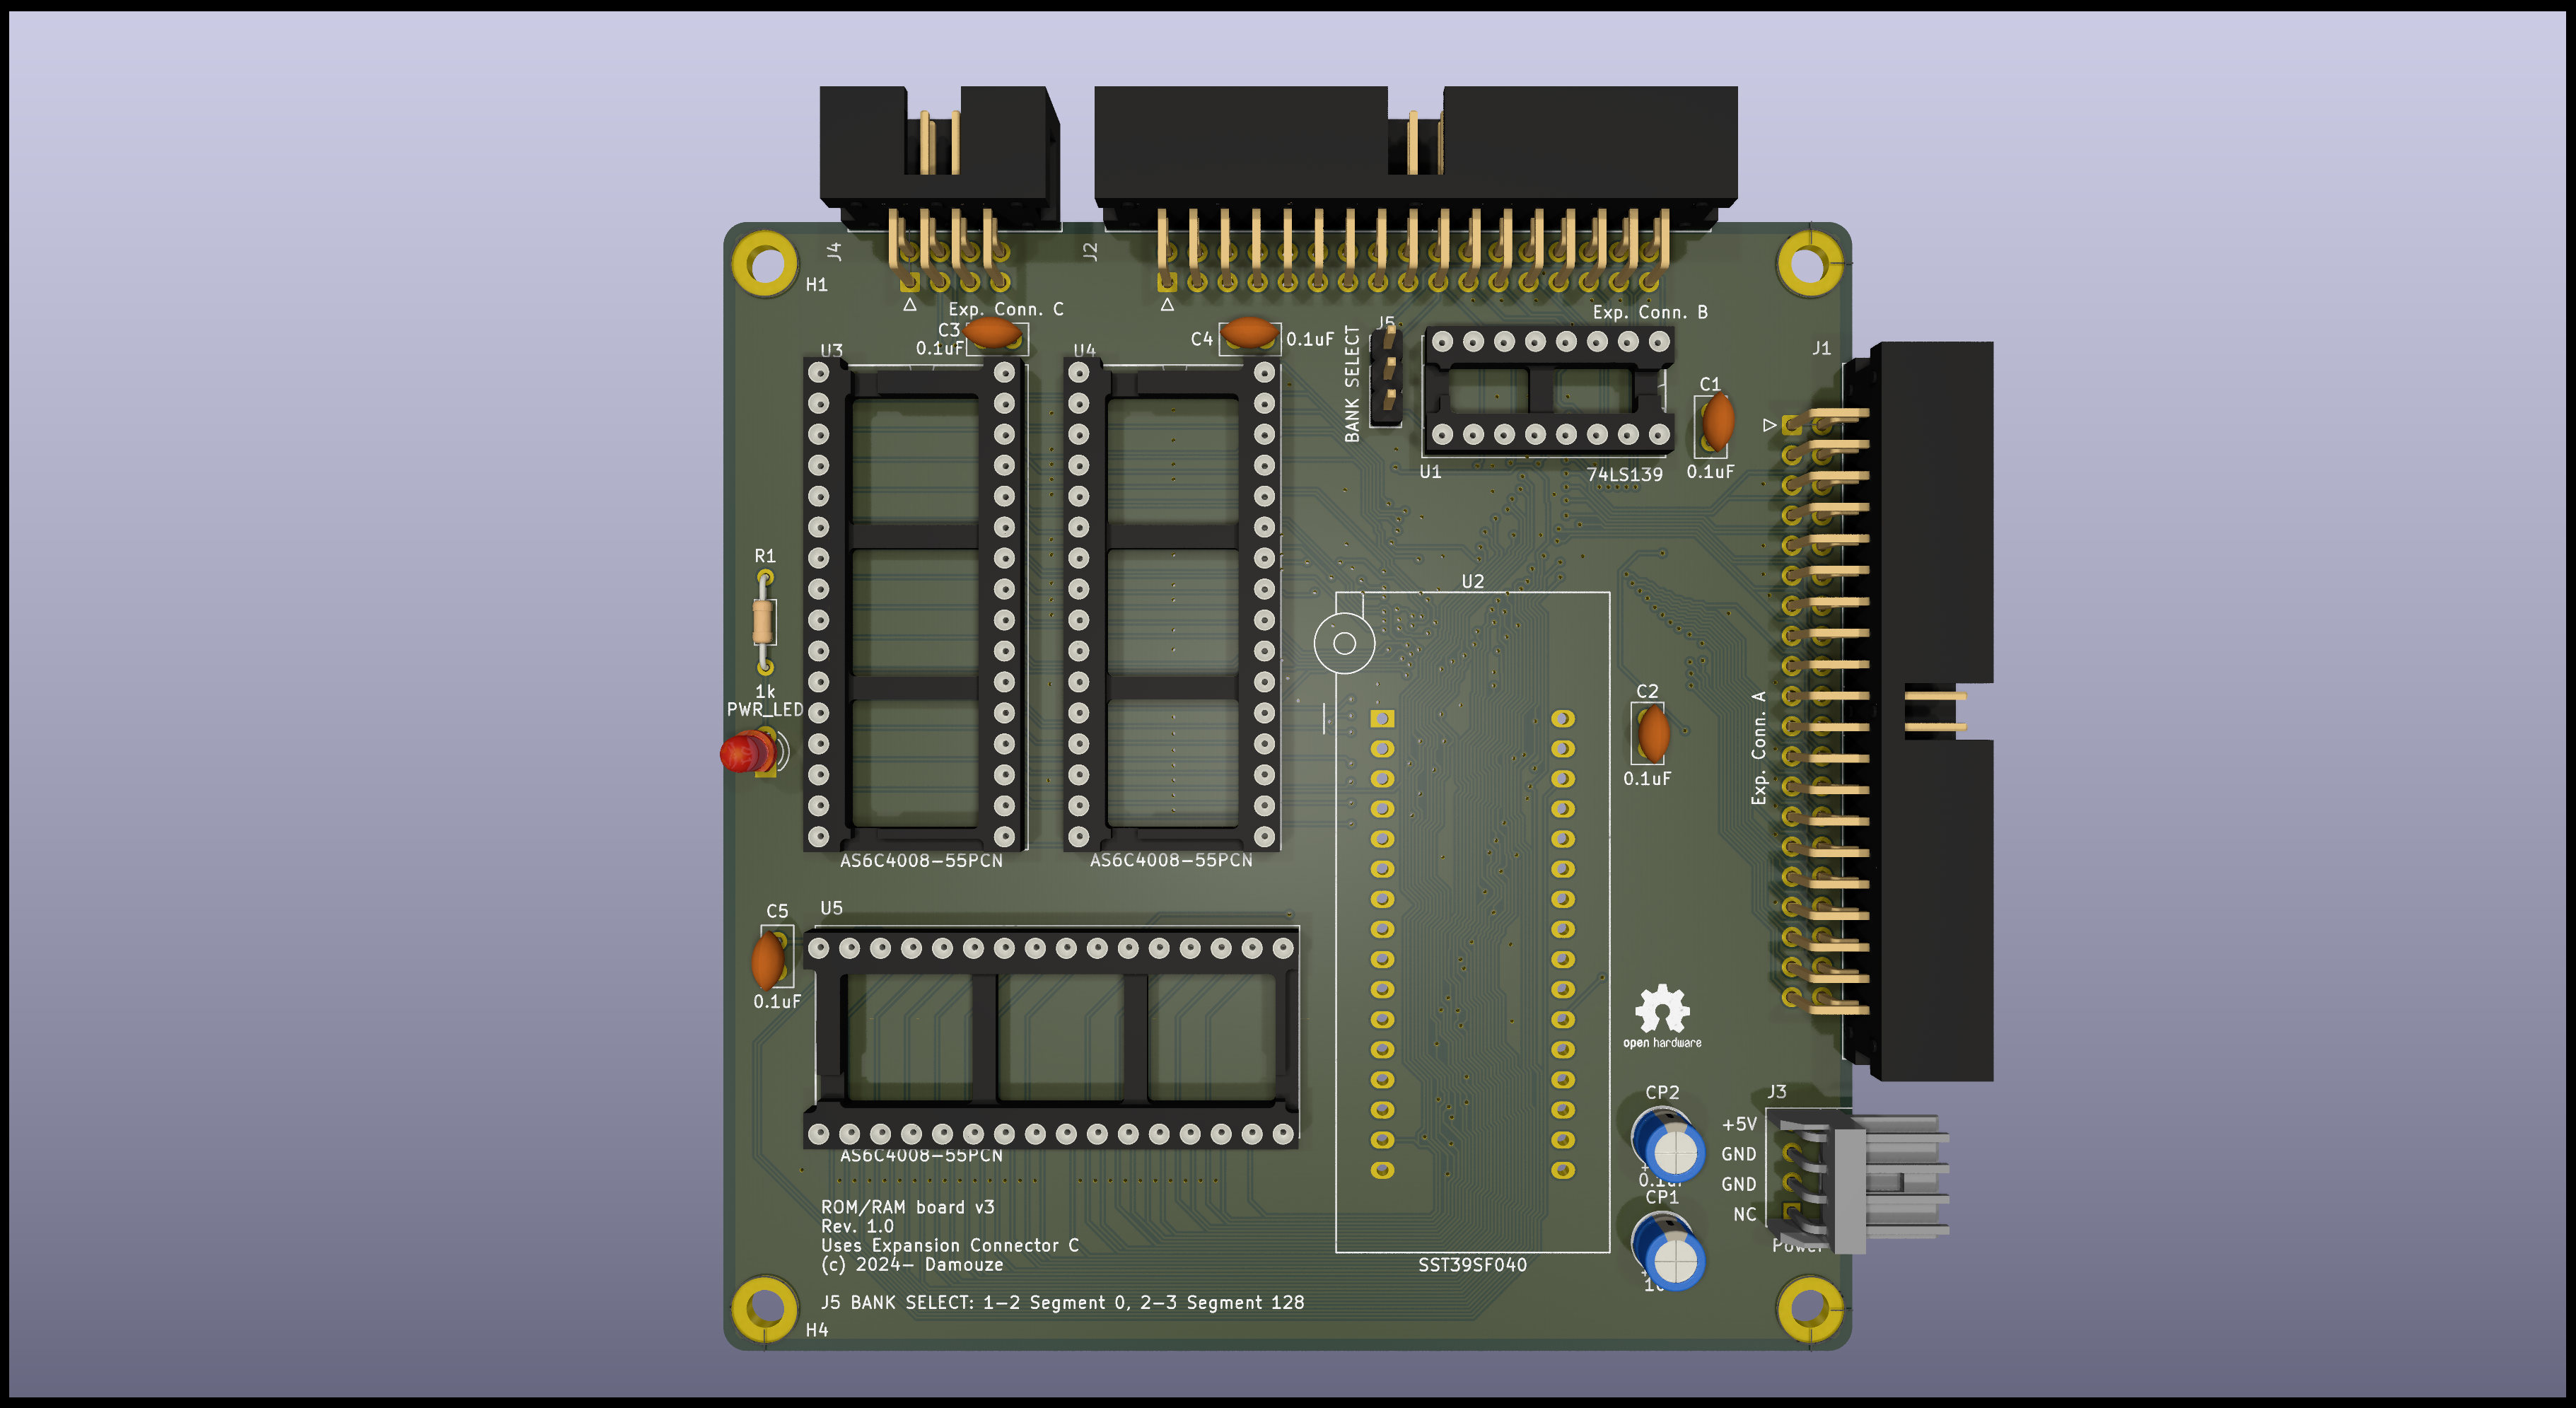 J4
J2
H1
Exp. Conn. C
Exp. Conn. B
C3
0.1uF
C4
0.1uF
J5
BANK SELECT
U3
U4
J1
C1
0.1uF
U1
74LS139
R1
1k
PWR_LED
U2
C2
0.1uF
Exp. Conn. A
AS6C4008-55PCN
AS6C4008-55PCN
C5
0.1uF
U5
AS6C4008-55PCN
open hardware
CP2
CP1
J3
+5V
GND
GND
NC
Power
ROM/RAM board v3
Rev. 1.0
Uses Expansion Connector C
(c) 2024- Damouze
SST39SF040
J5 BANK SELECT: 1-2 Segment 0, 2-3 Segment 128
H4